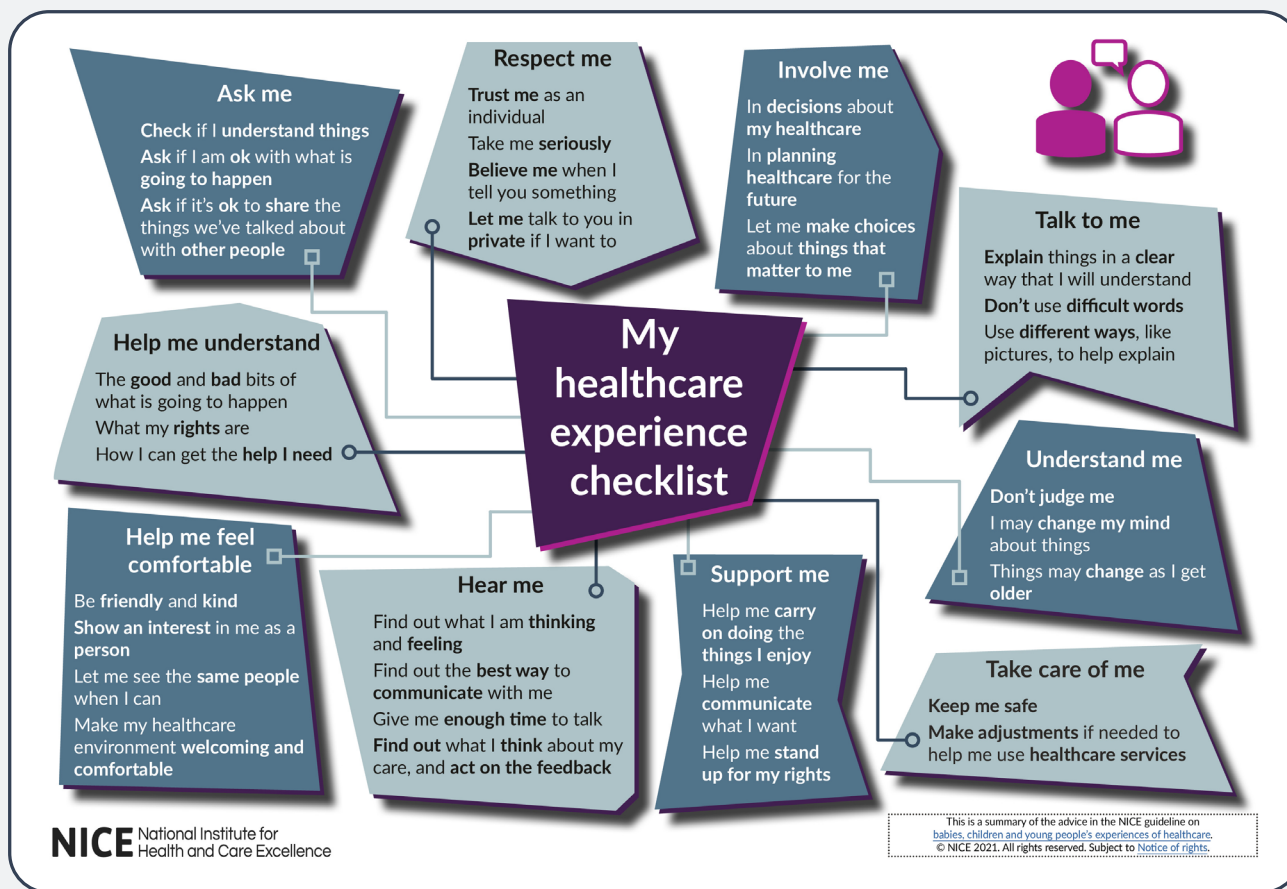 Ask me
Check if I understand things
Ask if I am ok with what is
going to happen
Ask if it's ok to share the
things we've talked about
with other people
Respect me
Trust me as an
individual
Take me seriously
Believe me when I
tell you something
Let me talk to you in
private if I want to
Involve me
In decisions about
my healthcare
In planning
healthcare for the
future
Let me make choices
about things that
matter to me
Talk to me
Explain things in a clear
way that I will understand
Don't use difficult words
Use different ways, like
pictures, to help explain
Help me understand
The good and bad bits of
what is going to happen
What my rights are
How I can get the help I need
My
healthcare
experience
checklist
Understand me
Don't judge me
I may change my mind
about things
Things may change as I get
older
Help me feel
comfortable
Be friendly and kind
Show an interest in me as a
person
Let me see the same people
when I can
Make my healthcare
environment welcoming and
comfortable
Hear me
Find out what I am thinking
and feeling
Find out the best way to
communicate with me
Give me enough time to talk
Find out what I think about my
care, and act on the feedback
Support me
Help me carry
on doing the
things I enjoy
Help me
communicate
what I want
Help me stand
up for my rights
Take care of me
Keep me safe
Make adjustments if needed to
help me use healthcare services
NICE National Institute for
Health and Care Excellence
This is a summary of the advice in the NICE guideline on
babies, children and young people's experiences of healthcare.
© NICE 2021. All rights reserved. Subject to Notice of rights.